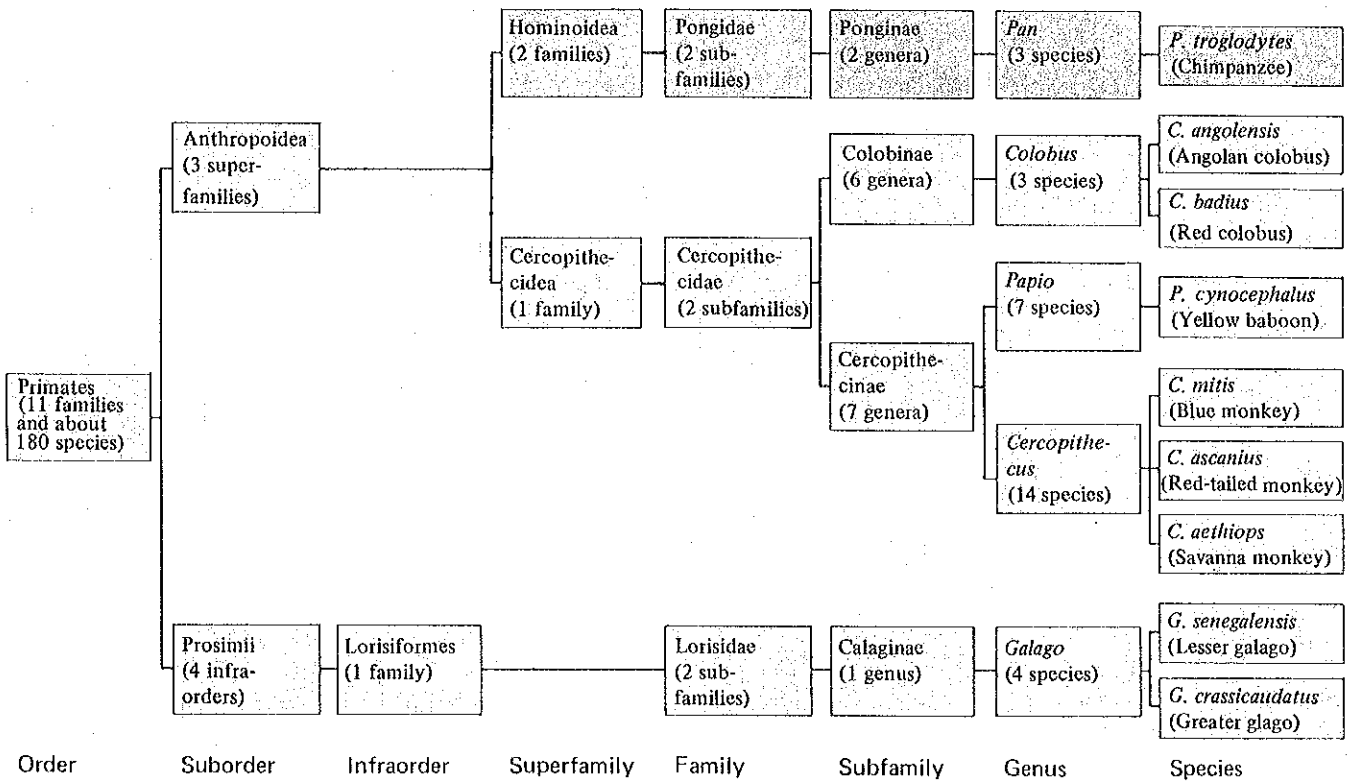 Hominoidea
(2 families)
Pongidae
(2 sub-
families)
Ponginae
(2 genera)
Pan
(3 species)
P. troglodytes
(Chimpanzee)
Anthropoidea
(3 super-
families)
Colobinae
(6 genera)
Colobus
(3 species)
C. angolensis
(Angolan colobus)
C. badius
(Red colobus)
Cercopithe-
cidea
(1 family)
Cercopithe-
cidae
(2 subfamilies)
Papio
(7 species)
P. cynocephalus
(Yellow baboon)
Cercopithe-
cinae
(7 genera)
Primates
(11 families
and about
180 species)
C. mitis
(Blue monkey)
Cercopithe-
cus
(14 species)
C. ascanius
(Red-tailed monkey)
C. aethiops
(Savanna monkey)
Prosimii
(4 infra-
orders)
Lorisiformes
(1 family)
Lorisidae
(2 sub-
families)
Calaginae
(1 genus)
Galago
(4 species)
G. senegalensis
(Lesser galago)
G. crassicaudatus
(Greater glago)
Order
Suborder
Infraorder
Superfamily
Family
Subfamily
Genus
Species